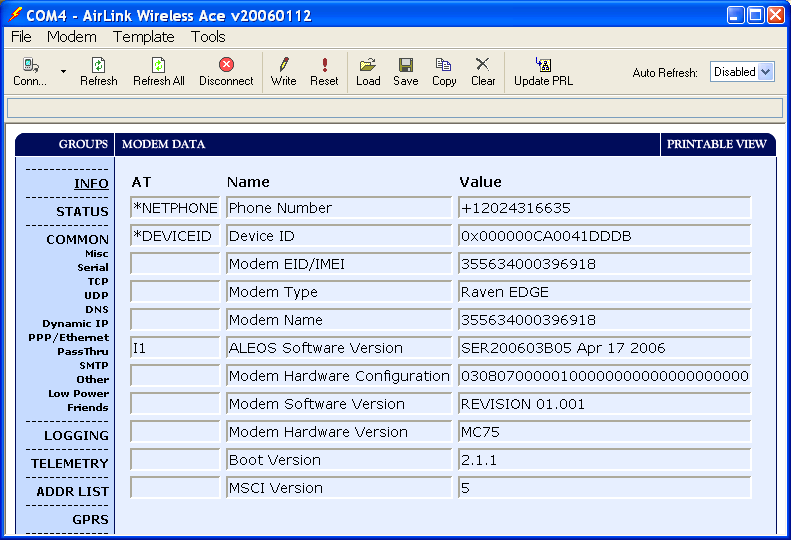 COM4 - AirLink Wireless Ace v20060112
File Modem Template Tools
Conn... Refresh Refresh All Disconnect Write Reset Load Save Copy Clear Update PRL Auto Refresh: Disabled
GROUPS MODEM DATA PRINTABLE VIEW
INFO
STATUS
COMMON
Misc
Serial
TCP
UDP
DNS
Dynamic IP
PPP/Ethernet
PassThru
SMTP
Other
Low Power
Friends
LOGGING
TELEMETRY
ADDR LIST
GPRS
AT Name Value
*NETPHONE Phone Number +12024316635
*DEVICEID Device ID 0x000000CA0041DDDB
Modem EID/IMEI 355634000396918
Modem Type Raven EDGE
Modem Name 355634000396918
I1 ALEOS Software Version SER200603B05 Apr 17 2006
Modem Hardware Configuration 03080700000100000000000000000000
Modem Software Version REVISION 01.001
Modem Hardware Version MC75
Boot Version 2.1.1
MSCI Version 5